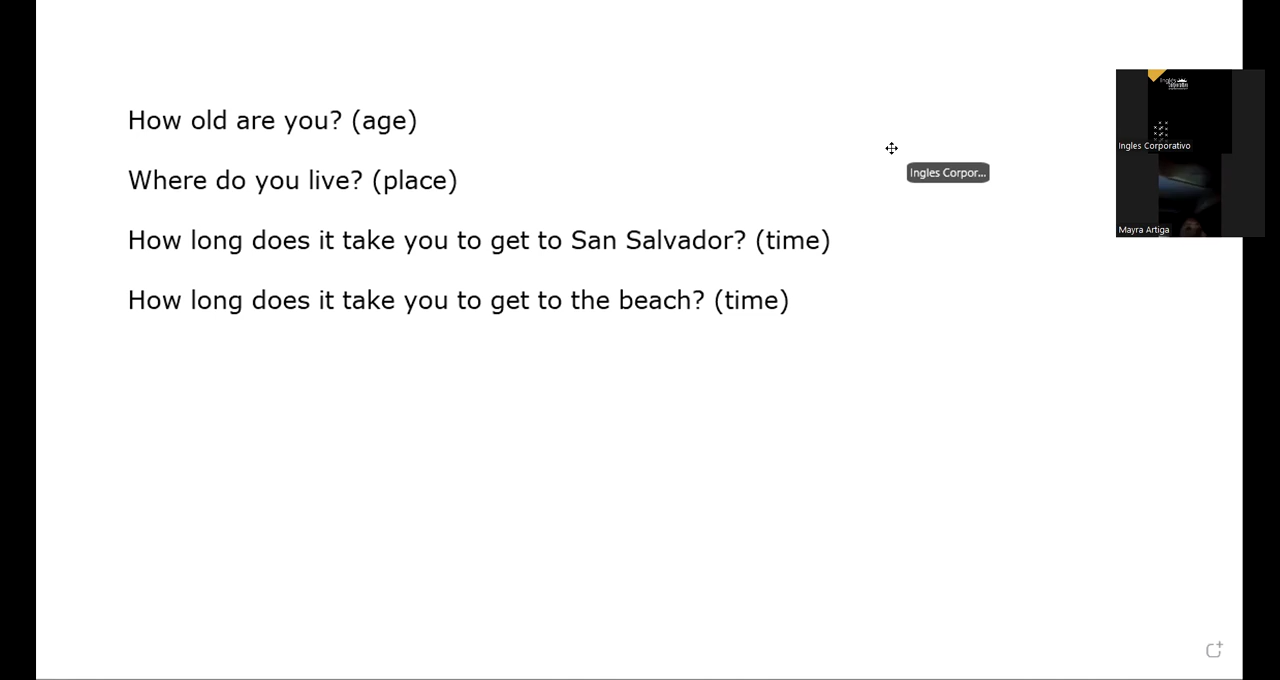 How old are you? (age)
Where do you live? (place)
How long does it take you to get to San Salvador? (time)
How long does it take you to get to the beach? (time)
Ingles Corpor...
Ingles Corporativo
Mayra Artiga